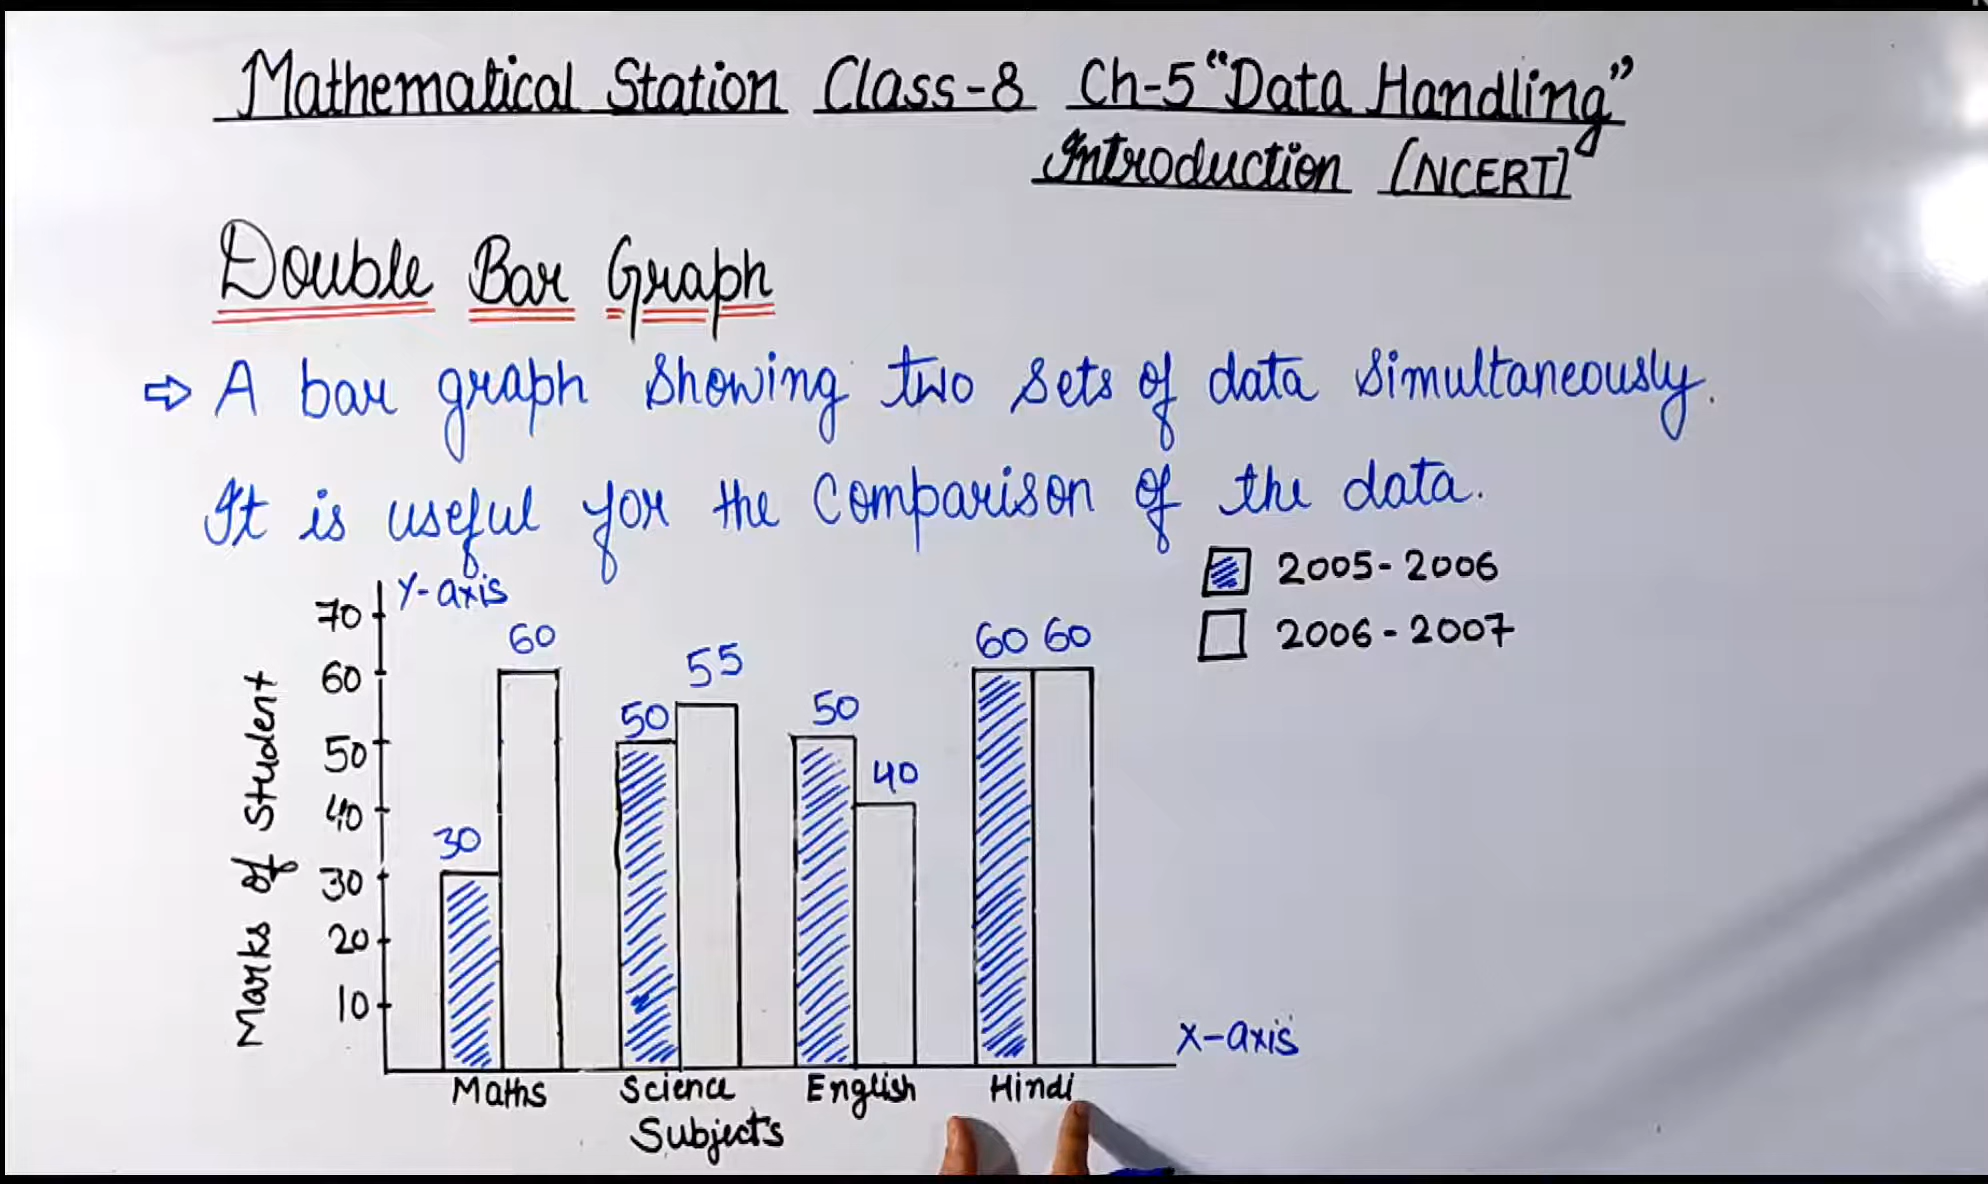 Mathematical Station Class-8 Ch-5 "Data Handling"
Introduction [NCERT]
Double Bar Graph
⇨ A bar graph showing two sets of data simultaneously.
It is useful for the comparison of the data.
2005-2006
2006-2007
Y-axis
70
60
50
40
30
20
10
Marks of Student
30
60
50
55
50
40
60 60
X-axis
Maths Science English Hindi
Subjects